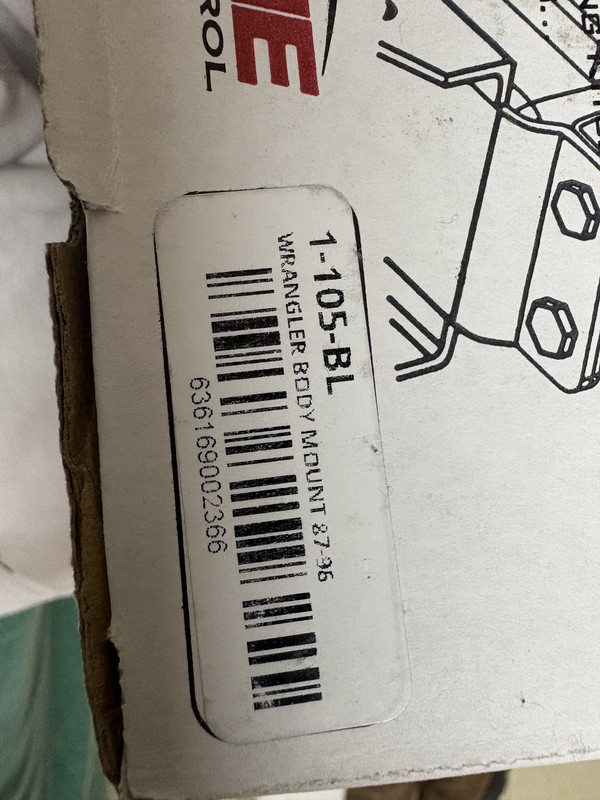 1-105-BL
WRANGLER BODY MOUNT 87-96
636169002366